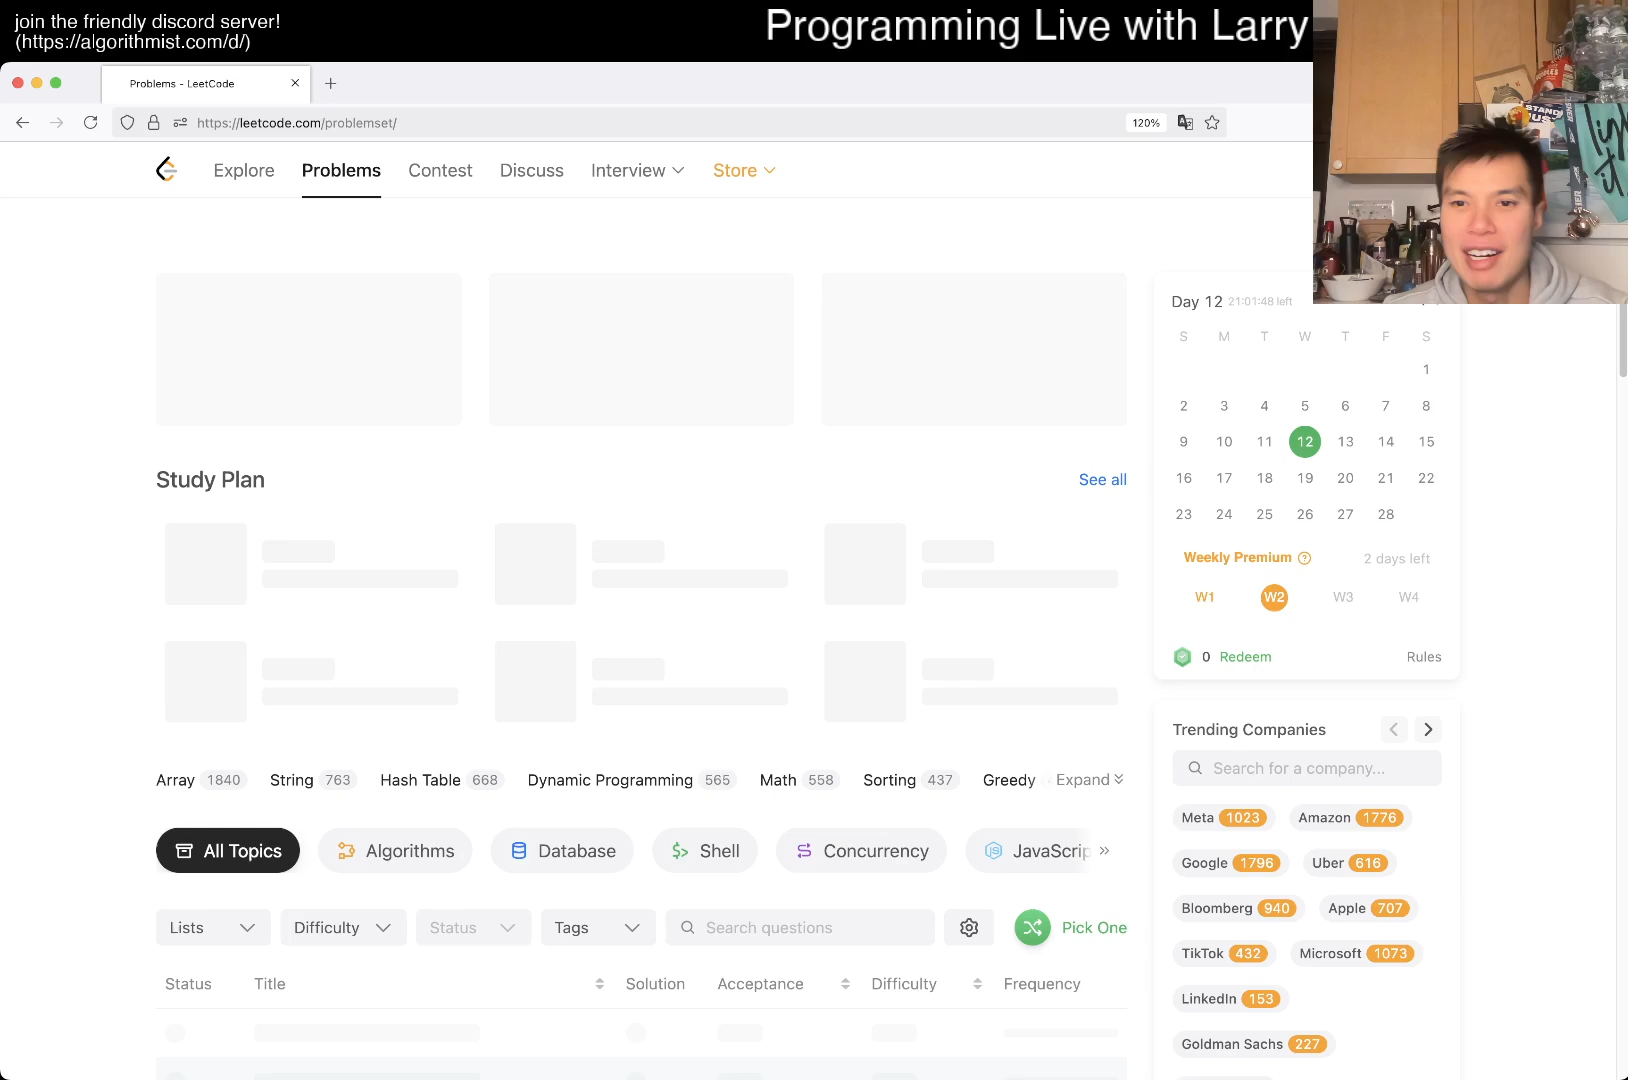 join the friendly discord server!
(https://algorithmist.com/d/)
Programming Live with Larry
Problems - LeetCode
https://leetcode.com/problemset/
120%
Explore
Problems
Contest
Discuss
Interview
Store
Day 12 21:01:48 left
S M T W T F S
1
2 3 4 5 6 7 8
9 10 11 12 13 14 15
16 17 18 19 20 21 22
23 24 25 26 27 28
Weekly Premium
2 days left
W1 W2 W3 W4
0 Redeem
Rules
Study Plan
See all
Array 1840 String 763 Hash Table 668 Dynamic Programming 565 Math 558 Sorting 437 Greedy
Expand
All Topics
Algorithms
Database
$> Shell
Concurrency
JS JavaScrip
Lists
Difficulty
Status
Tags
Search questions
Pick One
Status
Title
Solution
Acceptance
Difficulty
Frequency
Trending Companies
Search for a company...
Meta 1023 Amazon 1776
Google 1796 Uber 616
Bloomberg 940 Apple 707
TikTok 432 Microsoft 1073
LinkedIn 153
Goldman Sachs 227